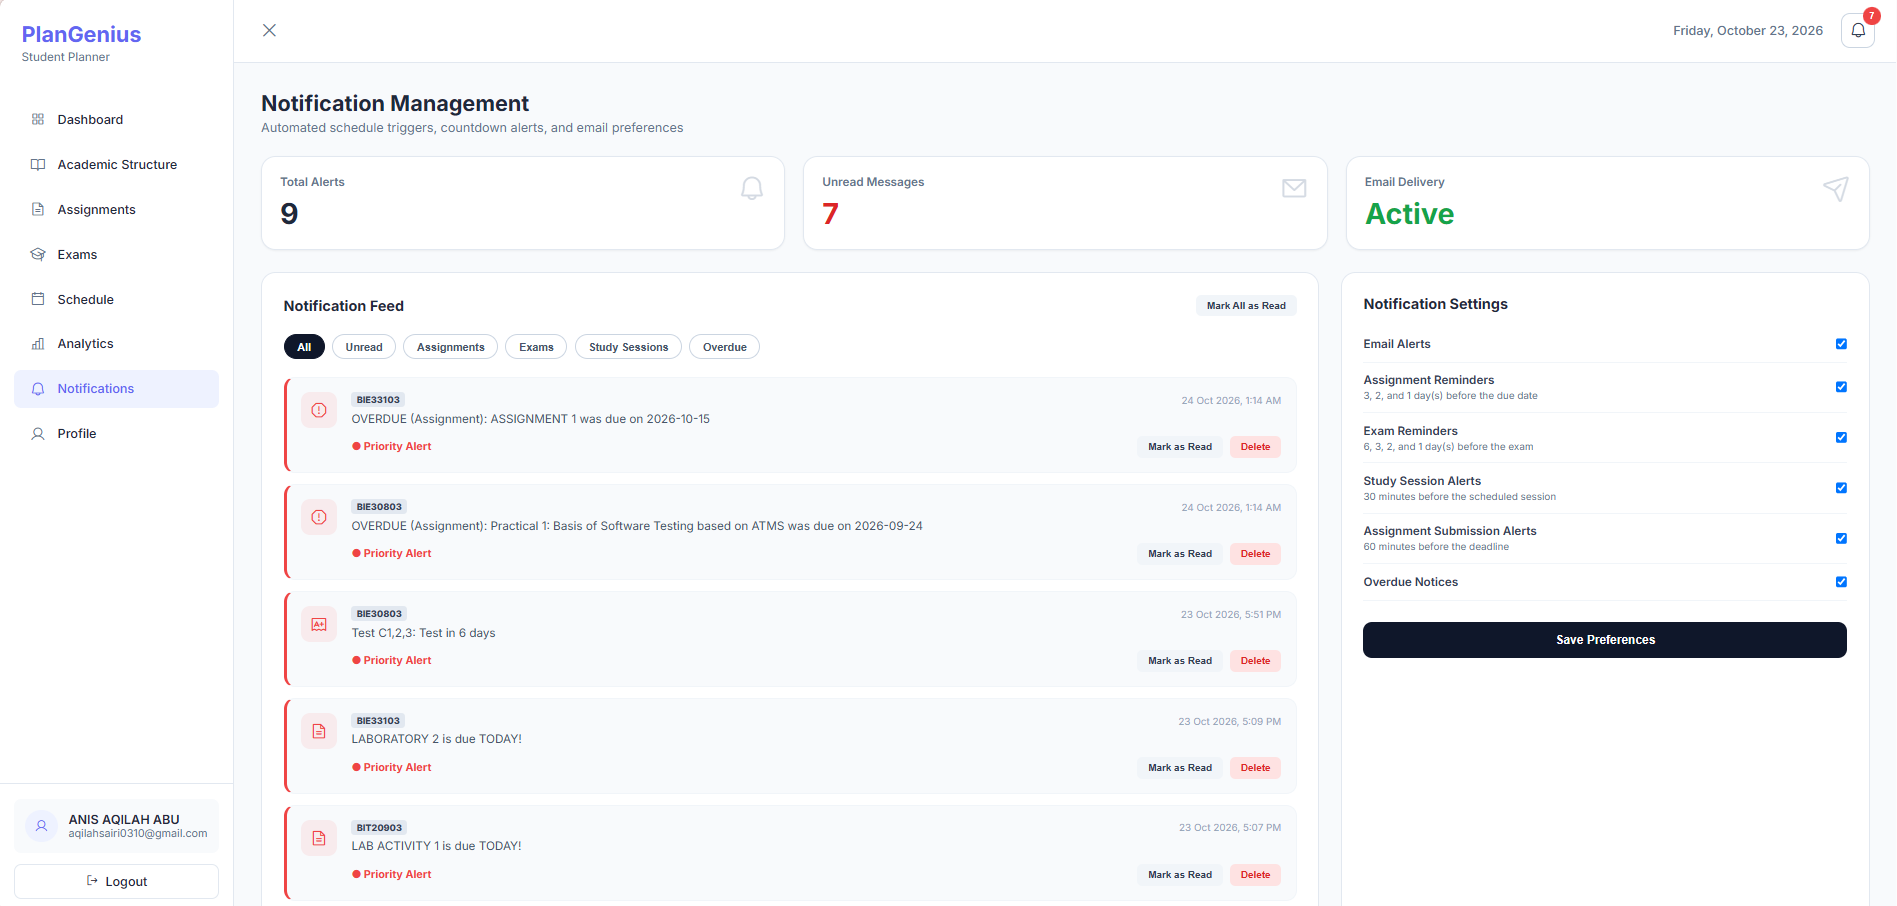 PlanGenius
Student Planner
Dashboard
Academic Structure
Assignments
Exams
Schedule
Analytics
Notifications
Profile
ANIS AQILAH ABU
aqilahsairi0310@gmail.com
Logout
Friday, October 23, 2026
7
Notification Management
Automated schedule triggers, countdown alerts, and email preferences
Total Alerts
9
Unread Messages
7
Email Delivery
Active
Notification Feed
Mark All as Read
All Unread Assignments Exams Study Sessions Overdue
BIE33103
24 Oct 2026, 1:14 AM
OVERDUE (Assignment): ASSIGNMENT 1 was due on 2026-10-15
Priority Alert
Mark as Read Delete
BIE30803
24 Oct 2026, 1:14 AM
OVERDUE (Assignment): Practical 1: Basis of Software Testing based on ATMS was due on 2026-09-24
Priority Alert
Mark as Read Delete
A+
BIE30803
23 Oct 2026, 5:51 PM
Test C1,2,3: Test in 6 days
Priority Alert
Mark as Read Delete
BIE33103
23 Oct 2026, 5:09 PM
LABORATORY 2 is due TODAY!
Priority Alert
Mark as Read Delete
BIT20903
23 Oct 2026, 5:07 PM
LAB ACTIVITY 1 is due TODAY!
Priority Alert
Mark as Read Delete
Notification Settings
Email Alerts
Assignment Reminders
3, 2, and 1 day(s) before the due date
Exam Reminders
6, 3, 2, and 1 day(s) before the exam
Study Session Alerts
30 minutes before the scheduled session
Assignment Submission Alerts
60 minutes before the deadline
Overdue Notices
Save Preferences